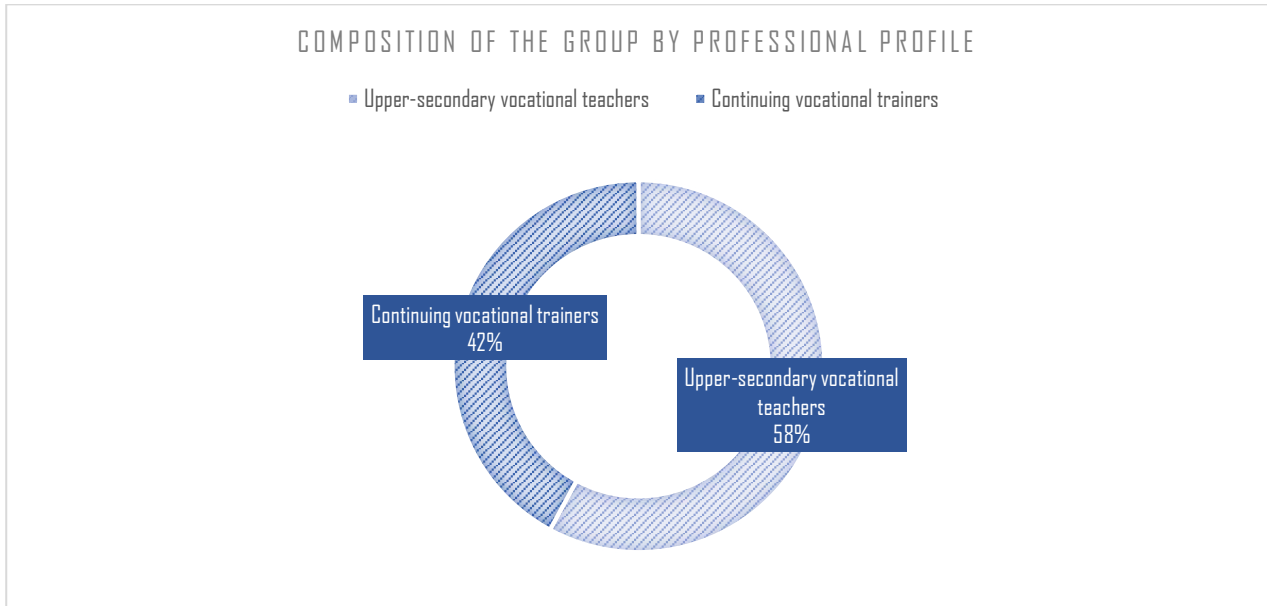 COMPOSITION OF THE GROUP BY PROFESSIONAL PROFILE
Upper-secondary vocational teachers Continuing vocational trainers
Continuing vocational trainers
42%
Upper-secondary vocational
teachers
58%